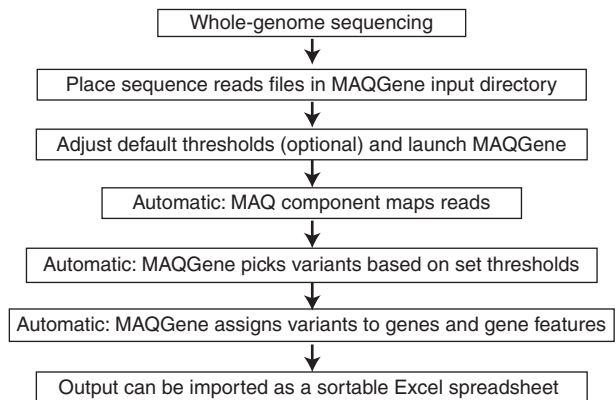 Whole-genome sequencing
Place sequence reads files in MAQGene input directory
Adjust default thresholds (optional) and launch MAQGene
Automatic: MAQ component maps reads
Automatic: MAQGene picks variants based on set thresholds
Automatic: MAQGene assigns variants to genes and gene features
Output can be imported as a sortable Excel spreadsheet